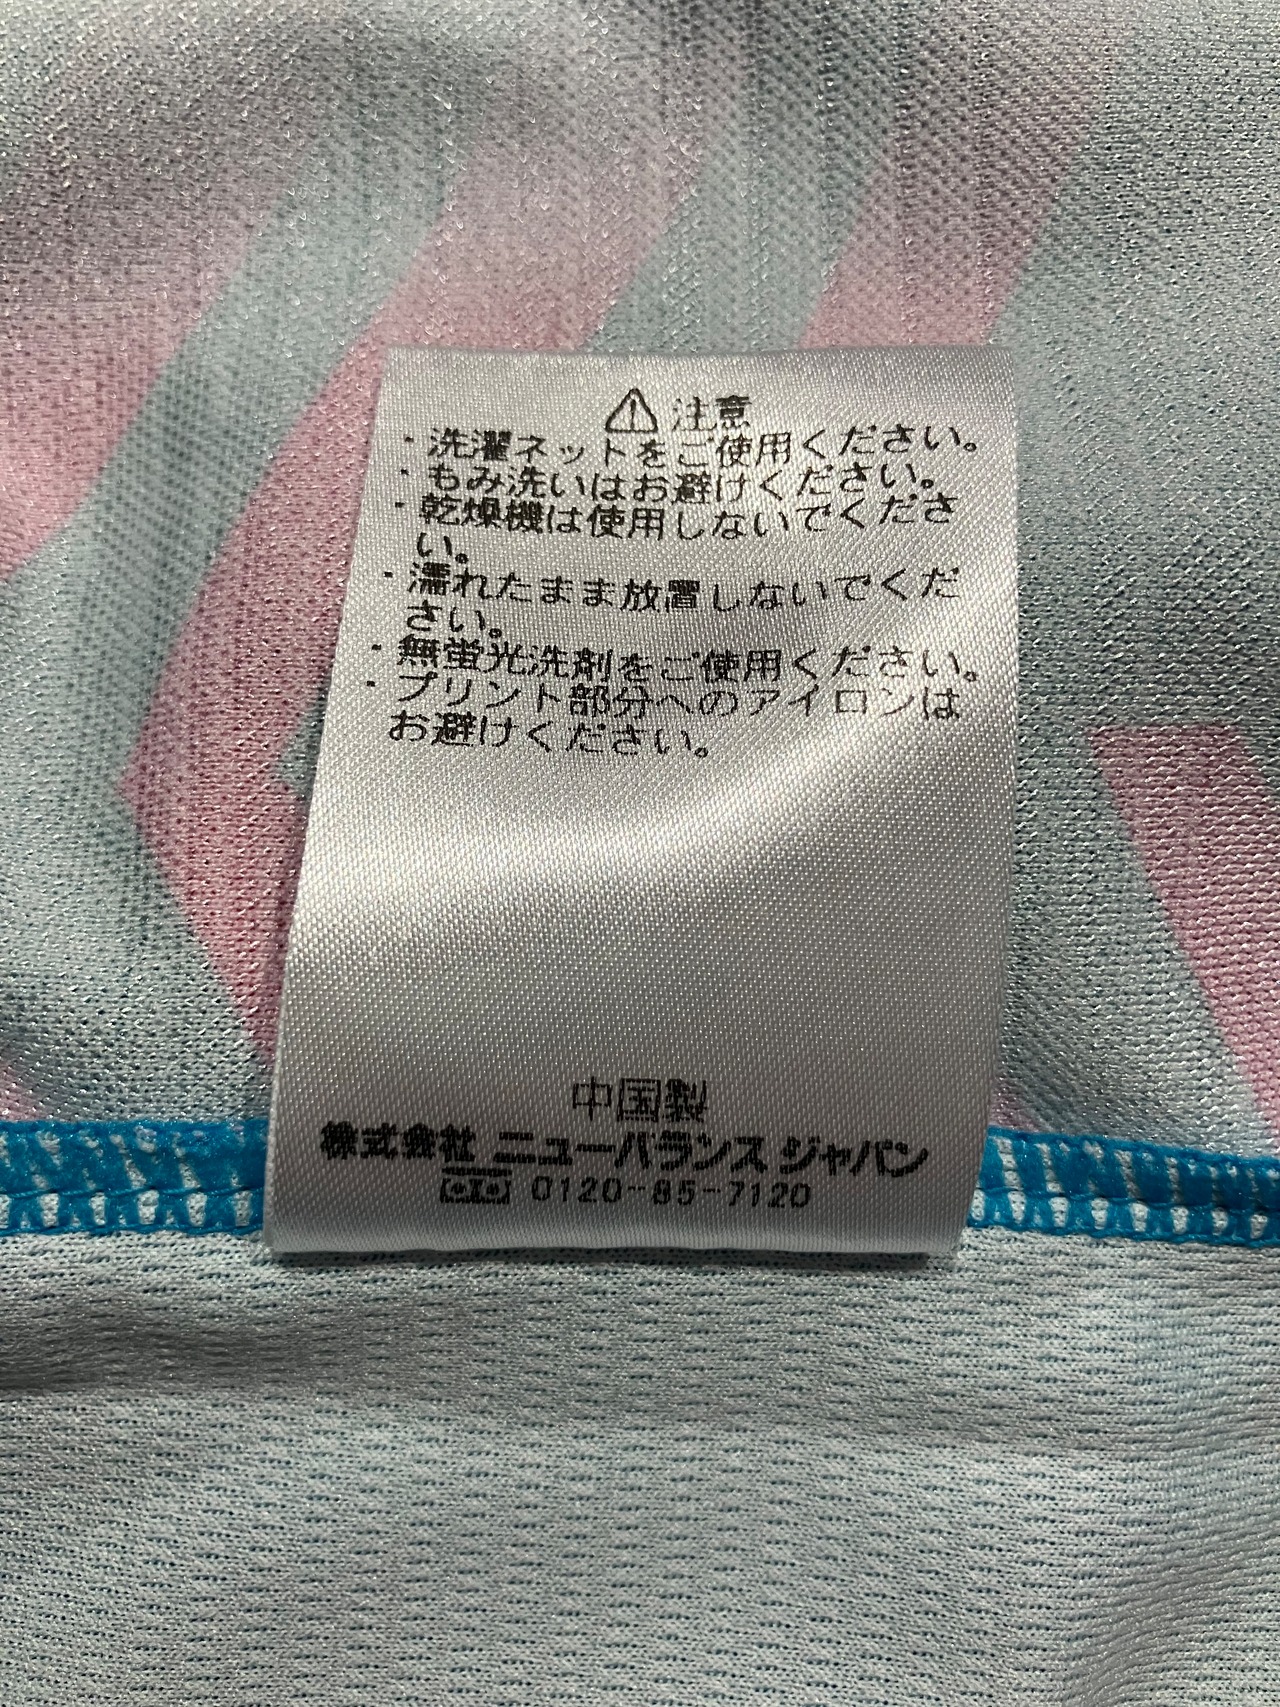 ⚠ 注意
・洗濯ネットをご使用ください。
・もみ洗いはお避けください。
・乾燥機は使用しないでくださ
い。
・濡れたまま放置しないでくだ
さい。
・無蛍光洗剤をご使用ください。
・プリント部分へのアイロンは
お避けください。
中国製
株式会社 ニューバランス ジャパン
0120-85-7120